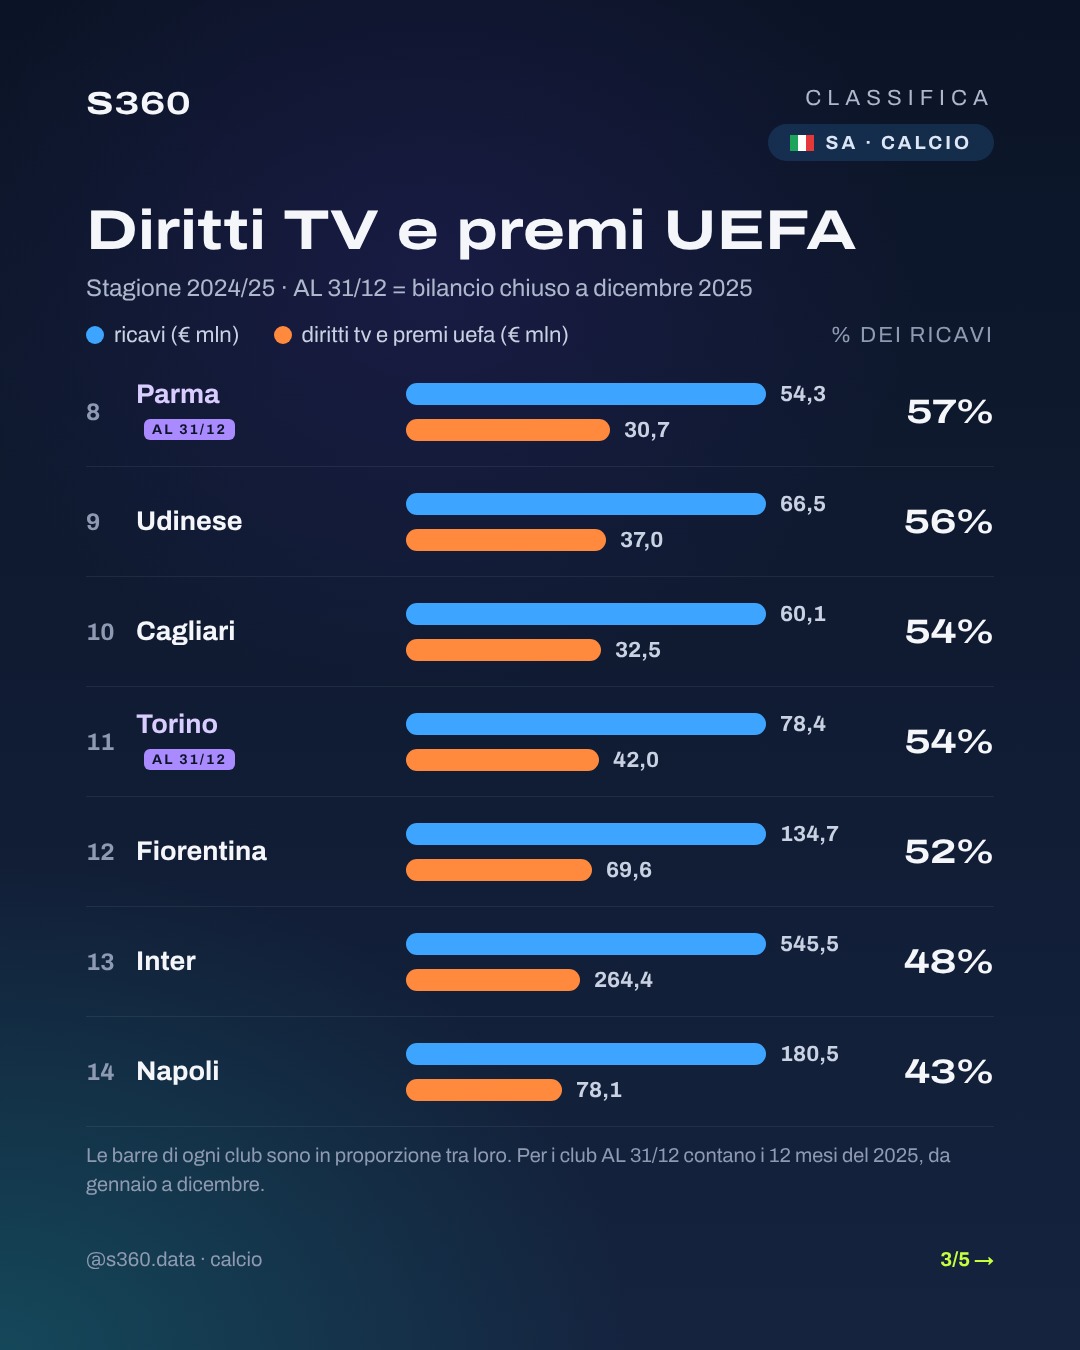 S360
CLASSIFICA
SA · CALCIO
Diritti TV e premi UEFA
Stagione 2024/25 · AL 31/12 = bilancio chiuso a dicembre 2025
ricavi (€ mln) diritti tv e premi uefa (€ mln) % DEI RICAVI
8 Parma 54,3 57%
AL 31/12 30,7
9 Udinese 66,5 56%
37,0
10 Cagliari 60,1 54%
32,5
11 Torino 78,4 54%
AL 31/12 42,0
12 Fiorentina 134,7 52%
69,6
13 Inter 545,5 48%
264,4
14 Napoli 180,5 43%
78,1
Le barre di ogni club sono in proporzione tra loro. Per i club AL 31/12 contano i 12 mesi del 2025, da
gennaio a dicembre.
@s360.data · calcio 3/5 →